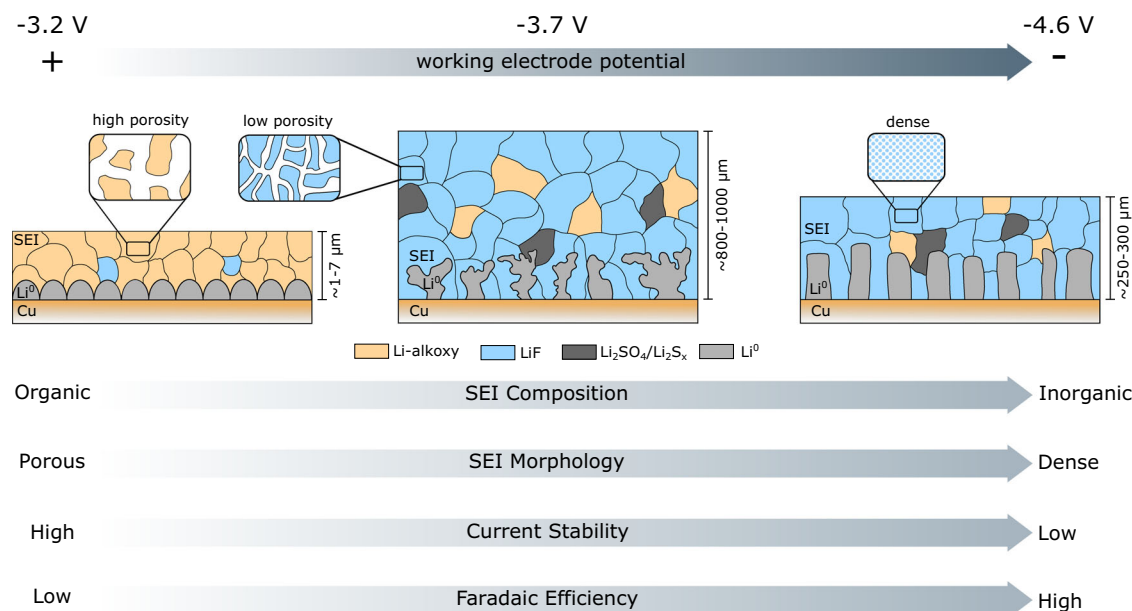 -3.2 V
-3.7 V
-4.6 V
+
working electrode potential
-
high porosity
low porosity
dense
SEI
Li⁰
Cu
~1-7 μm
SEI
Li⁰
Cu
~800-1000 μm
SEI
Li⁰
Cu
~250-300 μm
Li-alkoxy
LiF
Li₂SO₄/Li₂Sₓ
Li⁰
Organic
SEI Composition
Inorganic
Porous
SEI Morphology
Dense
High
Current Stability
Low
Low
Faradaic Efficiency
High